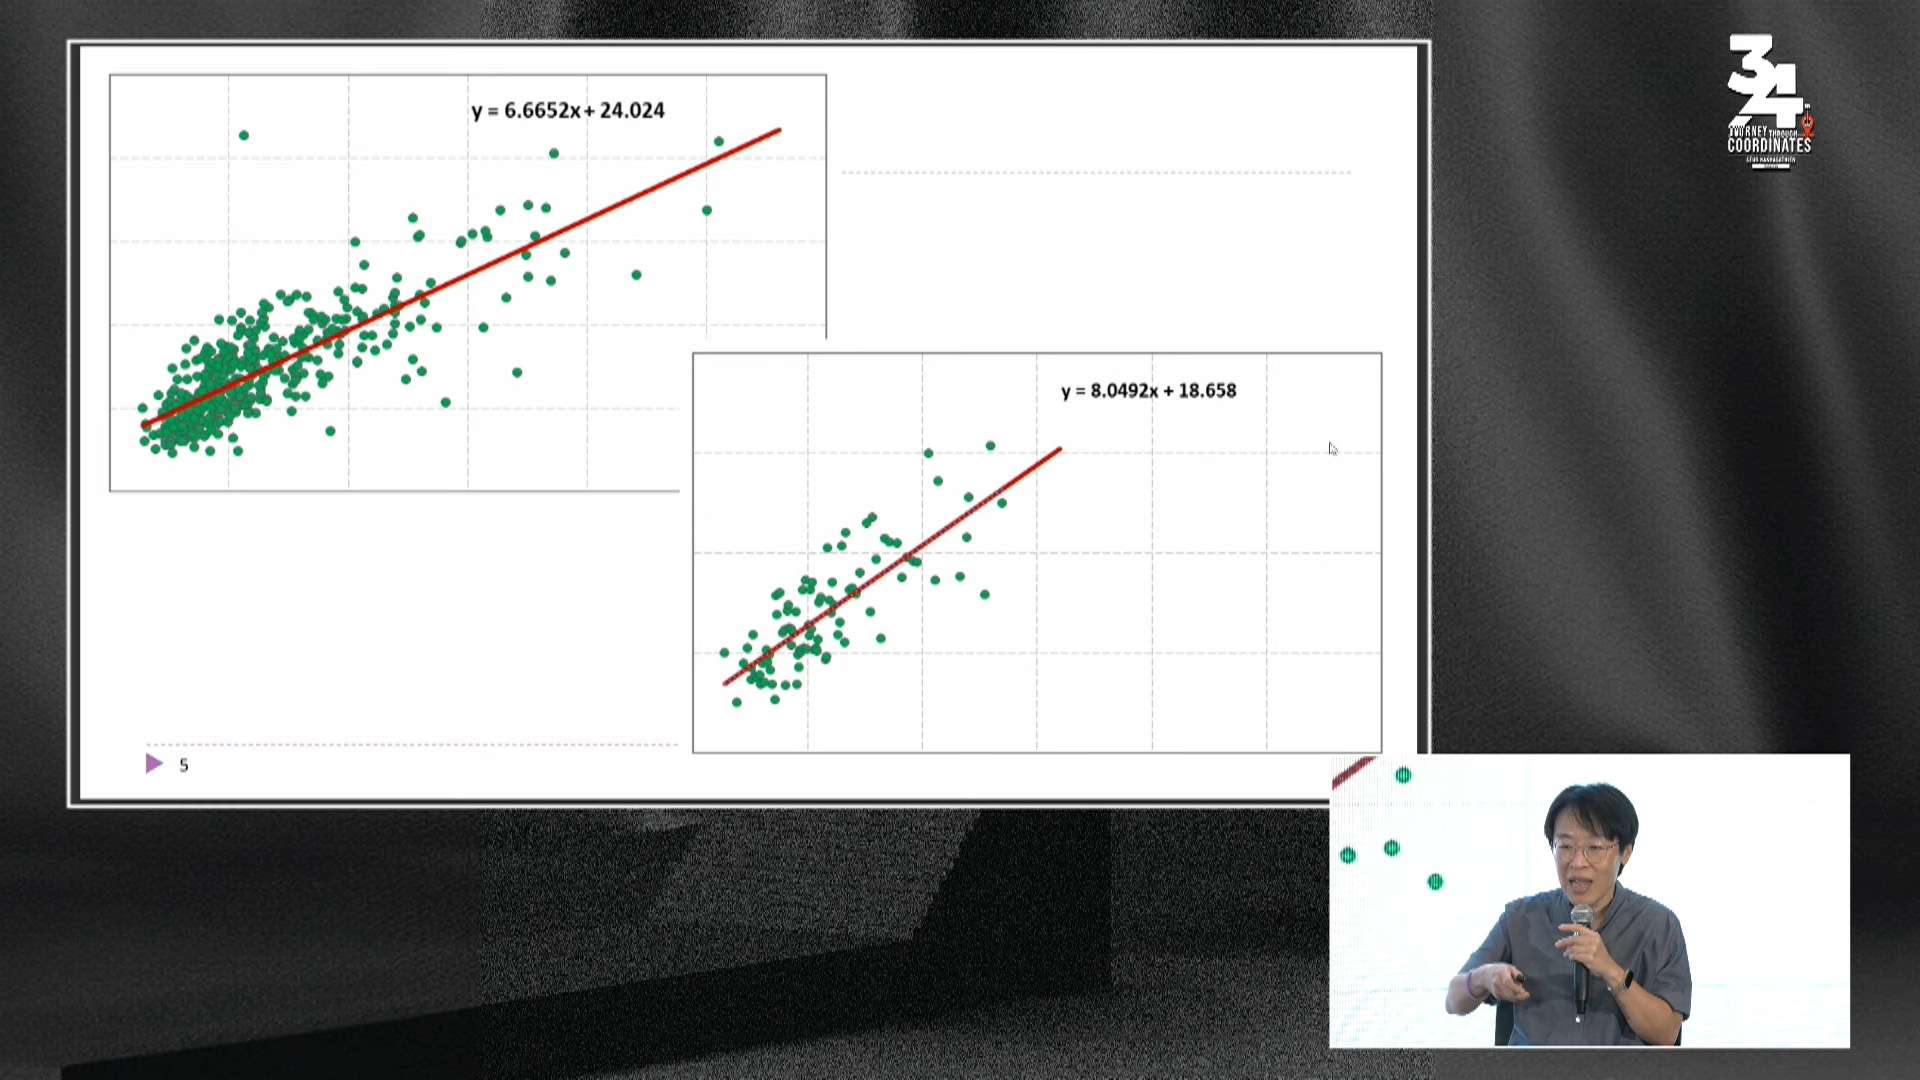 y = 6.6652x + 24.024
y = 8.0492x + 18.658
5
34
JOURNEY THROUGH
COORDINATES